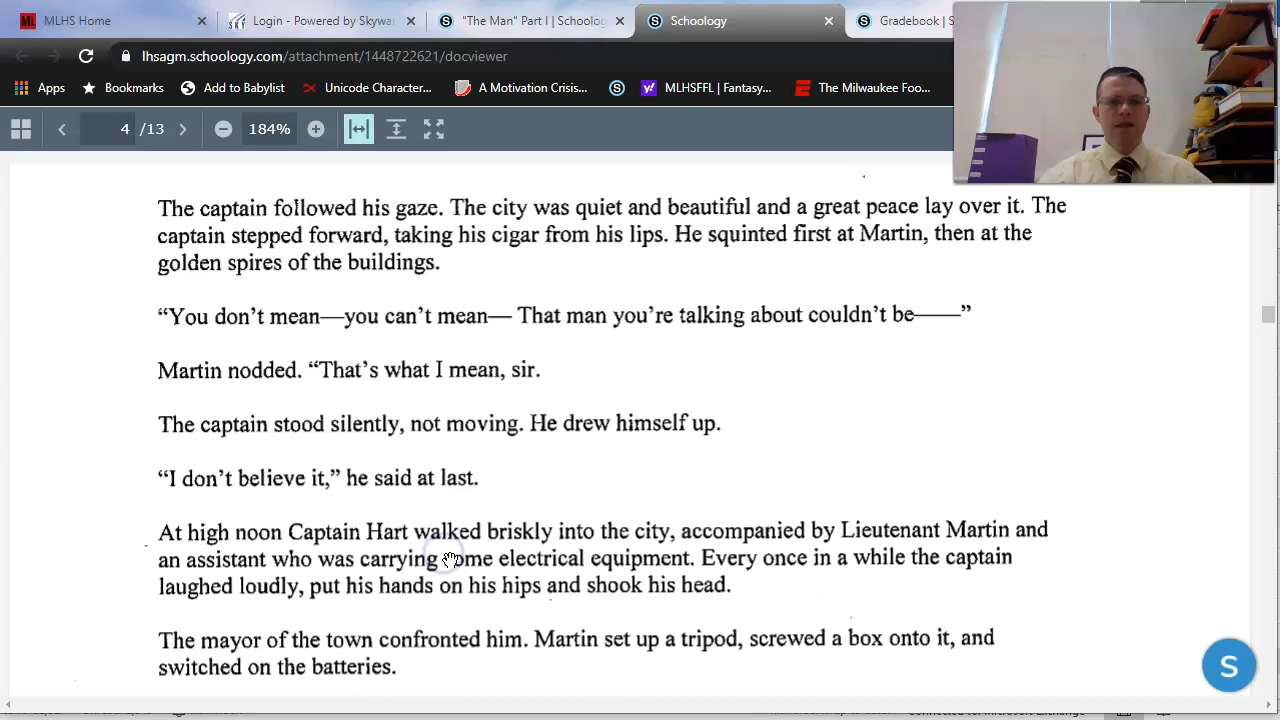 MLHS Home
Login - Powered by Skywar
"The Man" Part I | Schoolog
Schoology
Gradebook | S
lhsagm.schoology.com/attachment/1448722621/docviewer
Apps
Bookmarks
Add to Babylist
Unicode Character...
A Motivation Crisis...
MLHSFFL | Fantasy...
The Milwaukee Foo...
4 /13
184%
The captain followed his gaze. The city was quiet and beautiful and a great peace lay over it. The
captain stepped forward, taking his cigar from his lips. He squinted first at Martin, then at the
golden spires of the buildings.
“You don’t mean—you can’t mean— That man you’re talking about couldn’t be——”
Martin nodded. “That’s what I mean, sir.
The captain stood silently, not moving. He drew himself up.
“I don’t believe it,” he said at last.
At high noon Captain Hart walked briskly into the city, accompanied by Lieutenant Martin and
an assistant who was carrying some electrical equipment. Every once in a while the captain
laughed loudly, put his hands on his hips and shook his head.
The mayor of the town confronted him. Martin set up a tripod, screwed a box onto it, and
switched on the batteries.
S